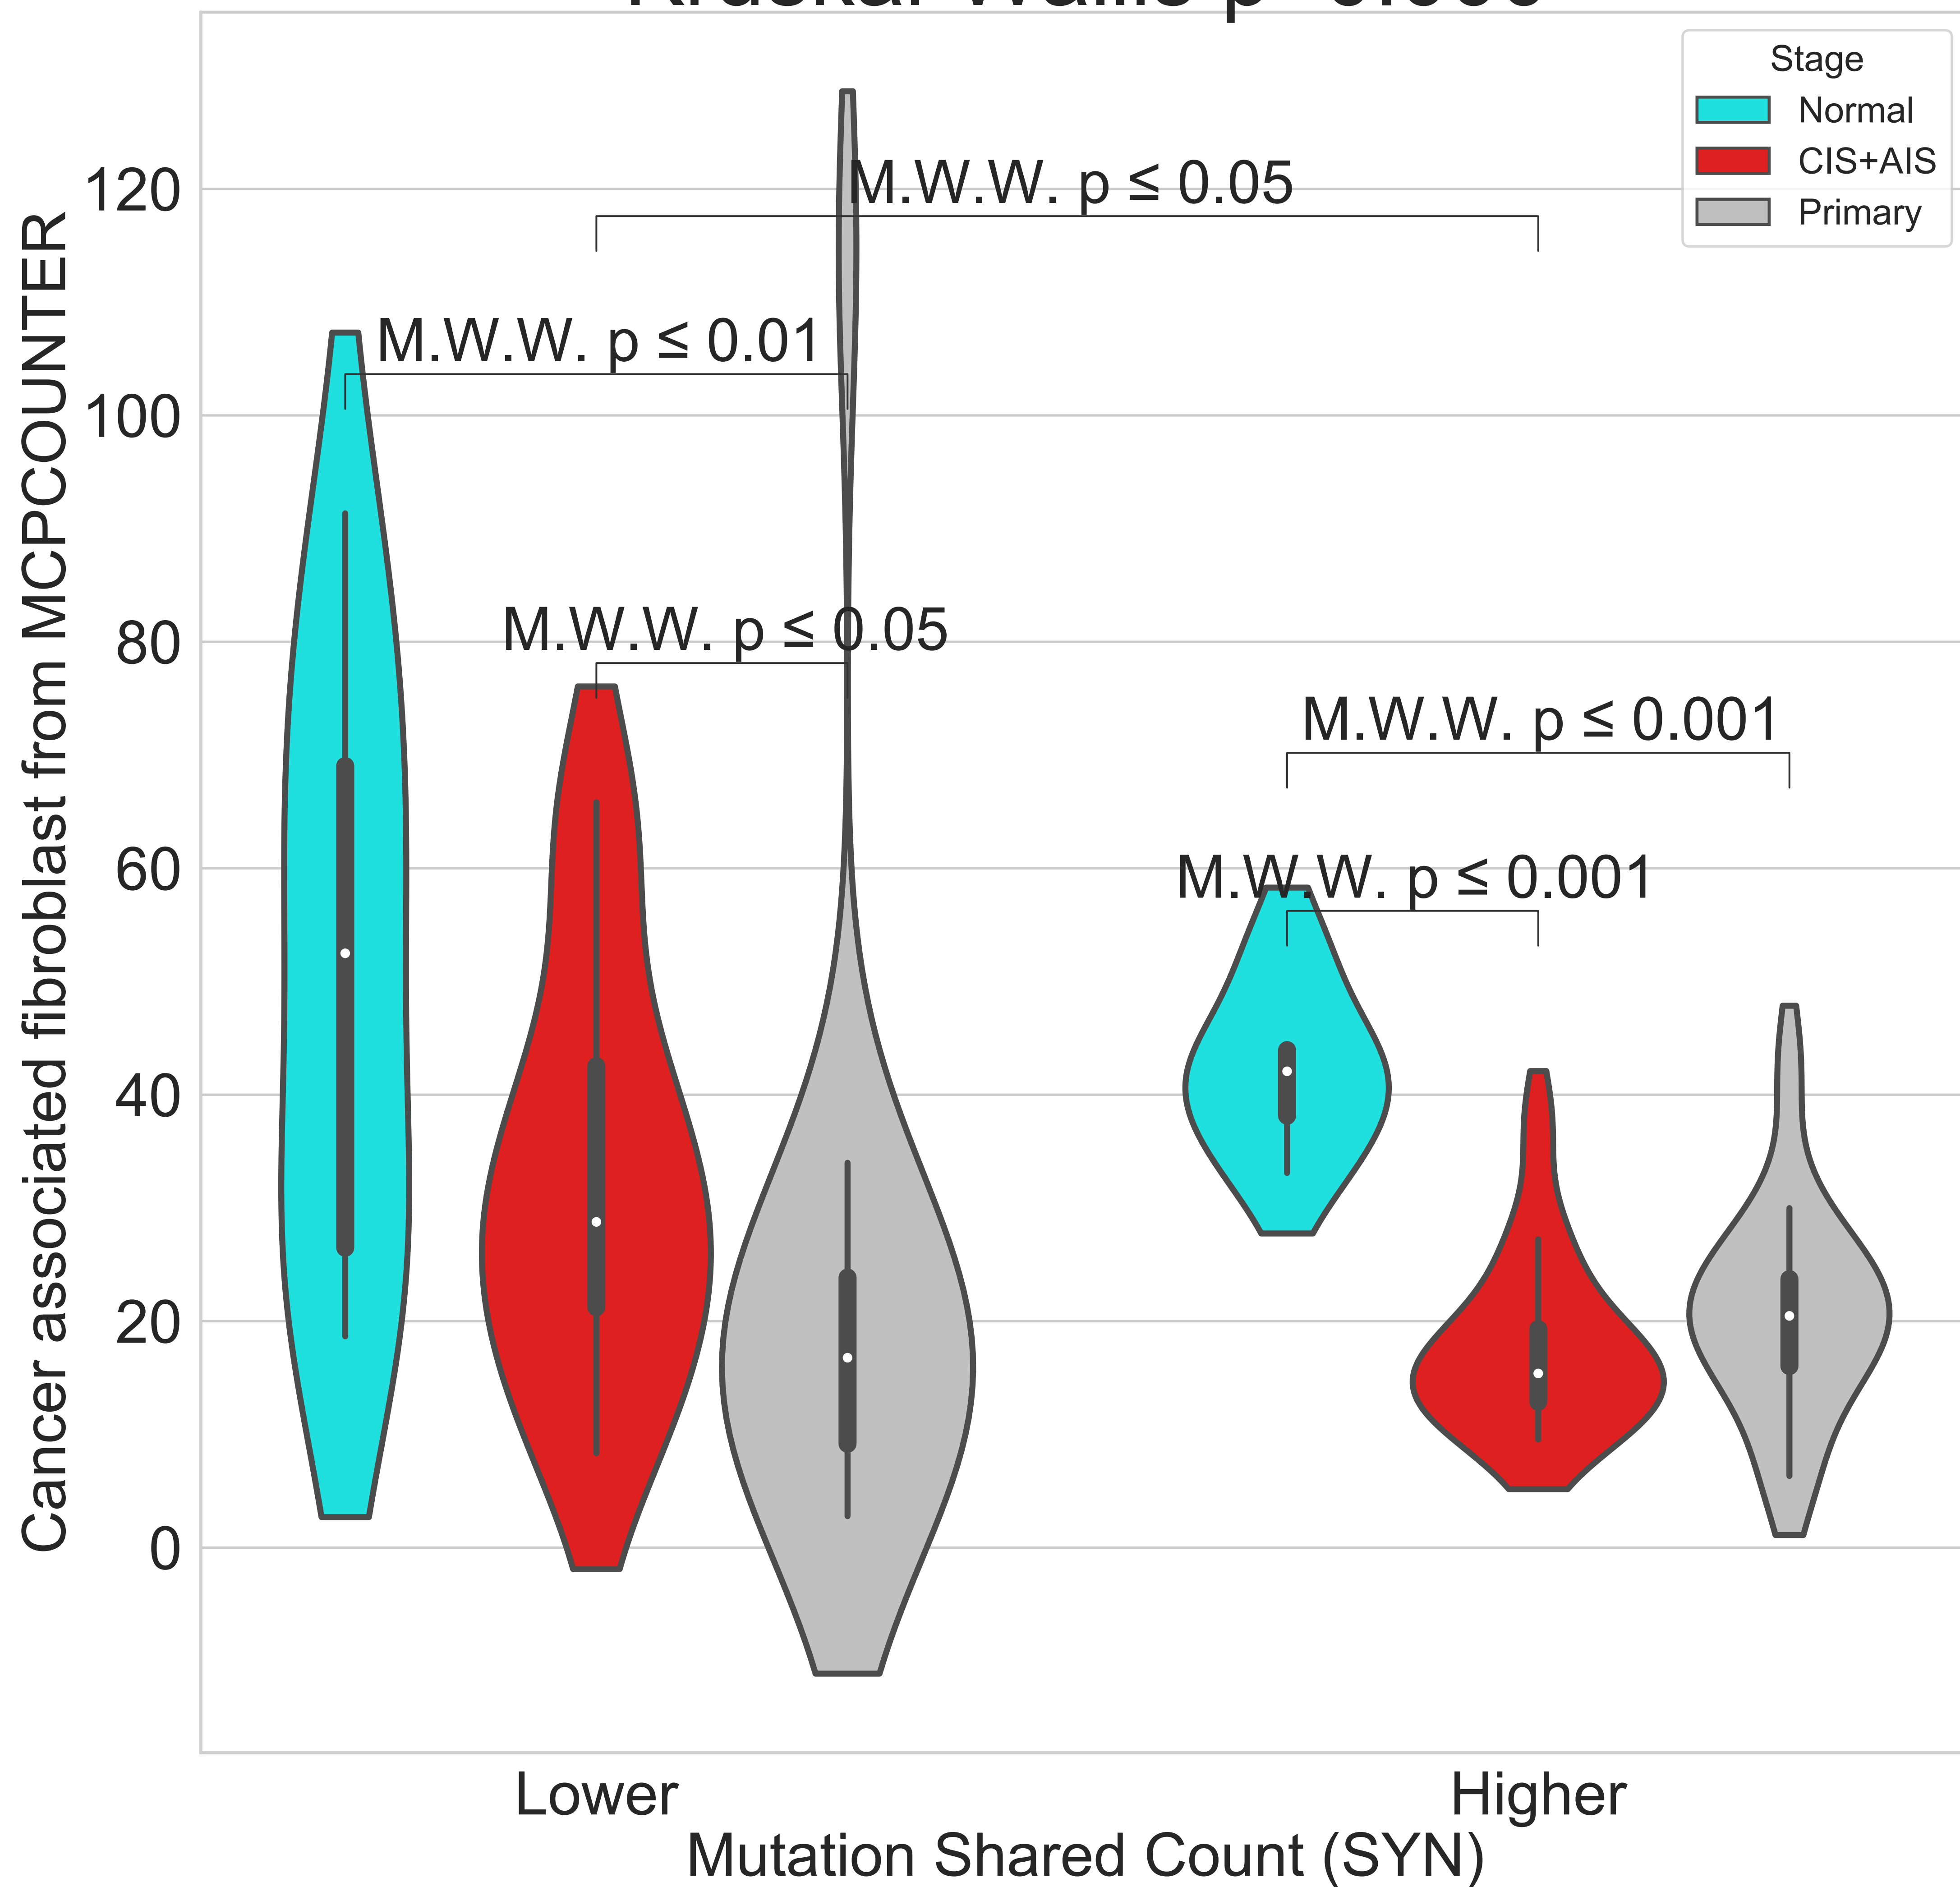 Stage
Normal
CIS+AIS
Primary
120
100
80
60
40
20
0
Cancer associated fibroblast from MCPCOUNTER
M.W.W. p ≤ 0.05
M.W.W. p ≤ 0.01
M.W.W. p ≤ 0.05
M.W.W. p ≤ 0.001
M.W.W. p ≤ 0.001
Lower
Higher
Mutation Shared Count (SYN)